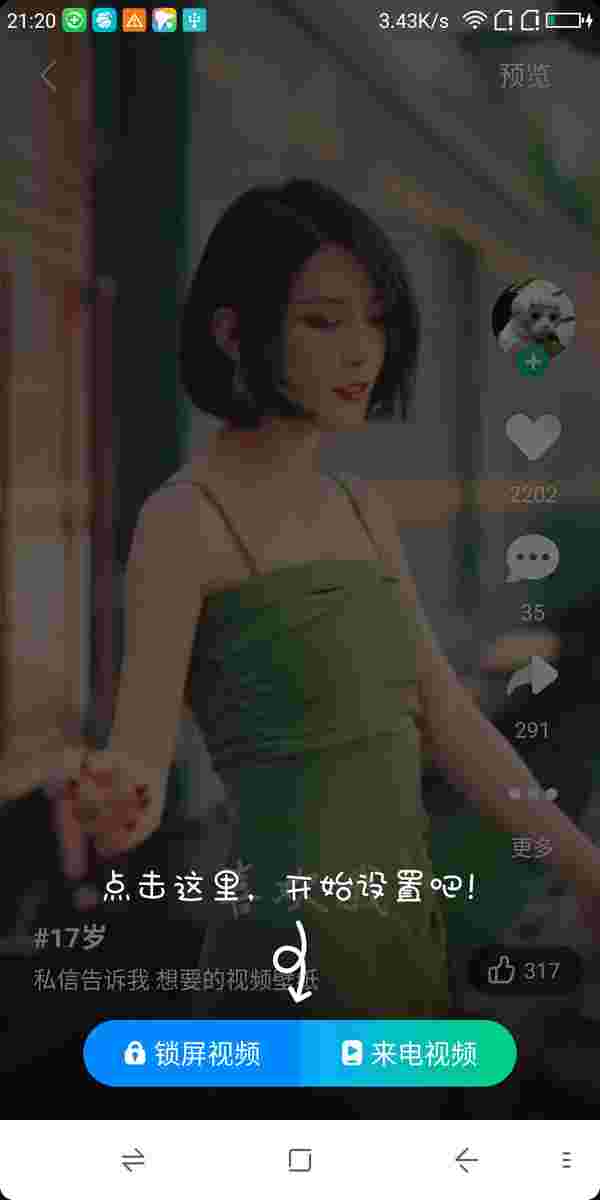 21:20
3.43K/s
预览
2202
35
291
更多
点击这里,开始设置吧!
#17岁
私信告诉我 想要的视频壁纸
317
锁屏视频
来电视频